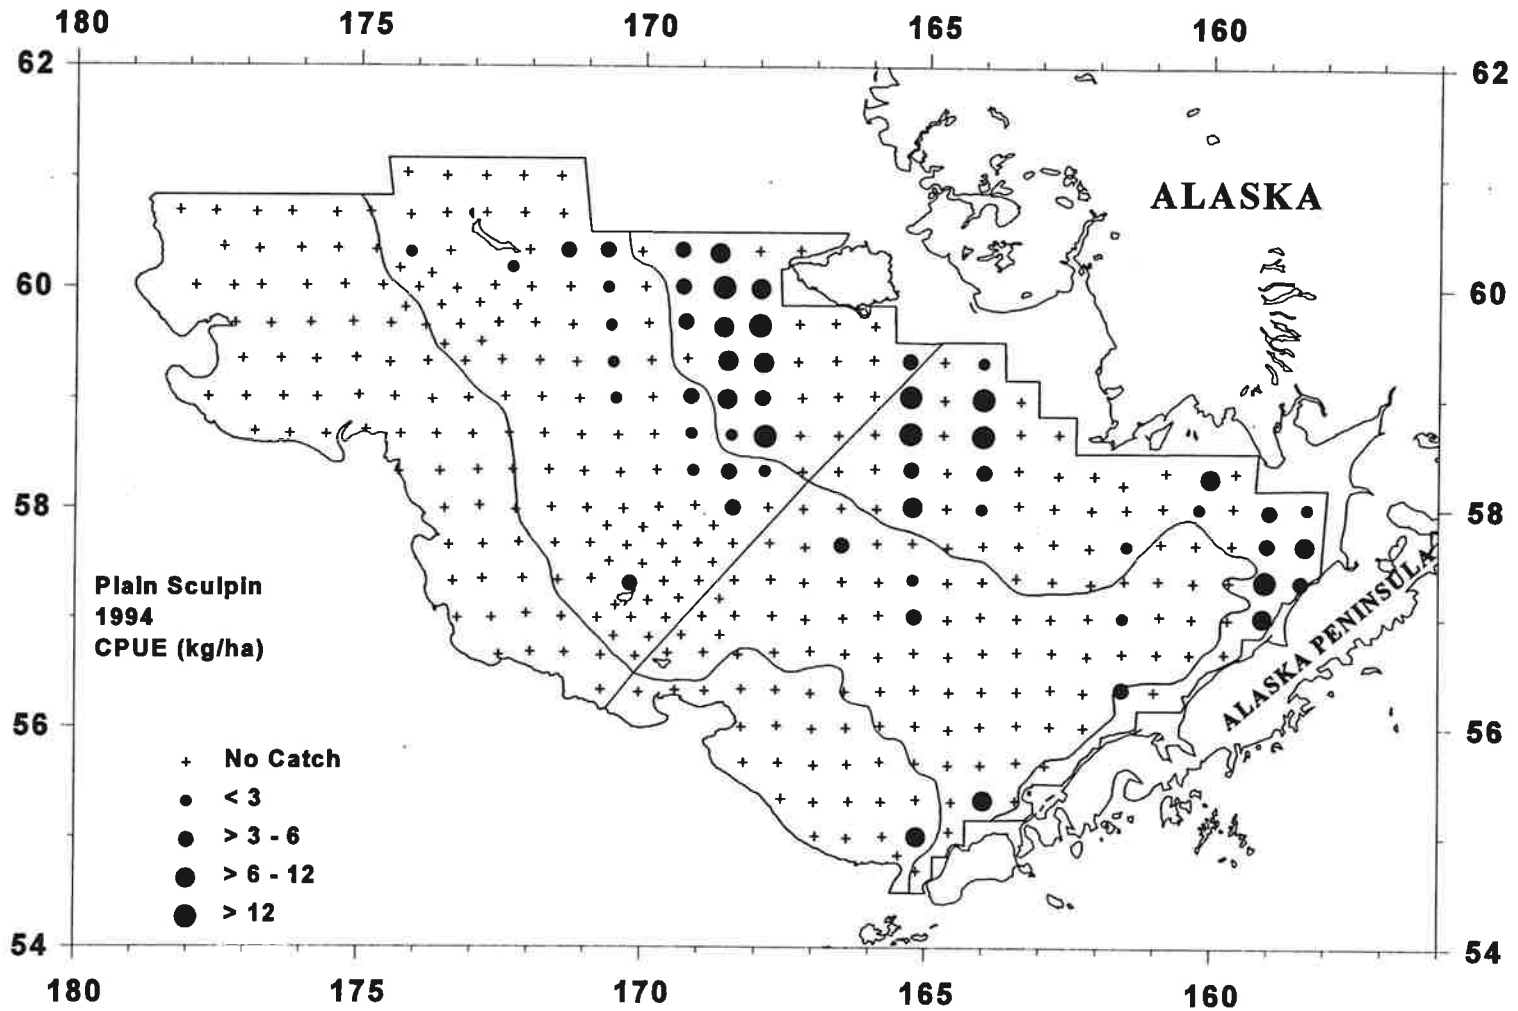 180 175 170 165 160
62 62
ALASKA
60 60
58 58
Plain Sculpin
1994
CPUE (kg/ha)
ALASKA PENINSULA
56 56
No Catch
< 3
> 3 - 6
> 6 - 12
> 12
54 54
180 175 170 165 160